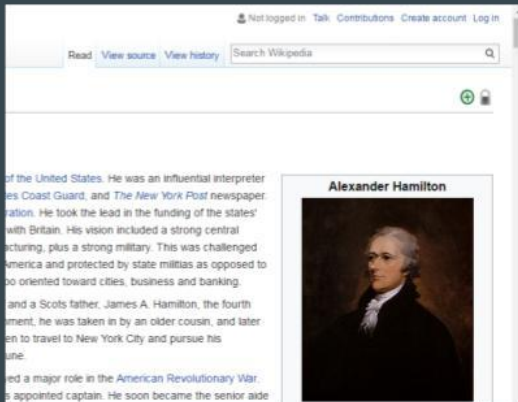 Not logged in Talk Contributions Create account Log in
Read View source View history Search Wikipedia
of the United States. He was an influential interpreter
es Coast Guard, and The New York Post newspaper.
ration. He took the lead in the funding of the states'
with Britain. His vision included a strong central
acturing, plus a strong military. This was challenged
America and protected by state militias as opposed to
oo oriented toward cities, business and banking.
and a Scots father, James A. Hamilton, the fourth
nment, he was taken in by an older cousin, and later
en to travel to New York City and pursue his
une.
yed a major role in the American Revolutionary War.
s appointed captain. He soon became the senior aide
Alexander Hamilton